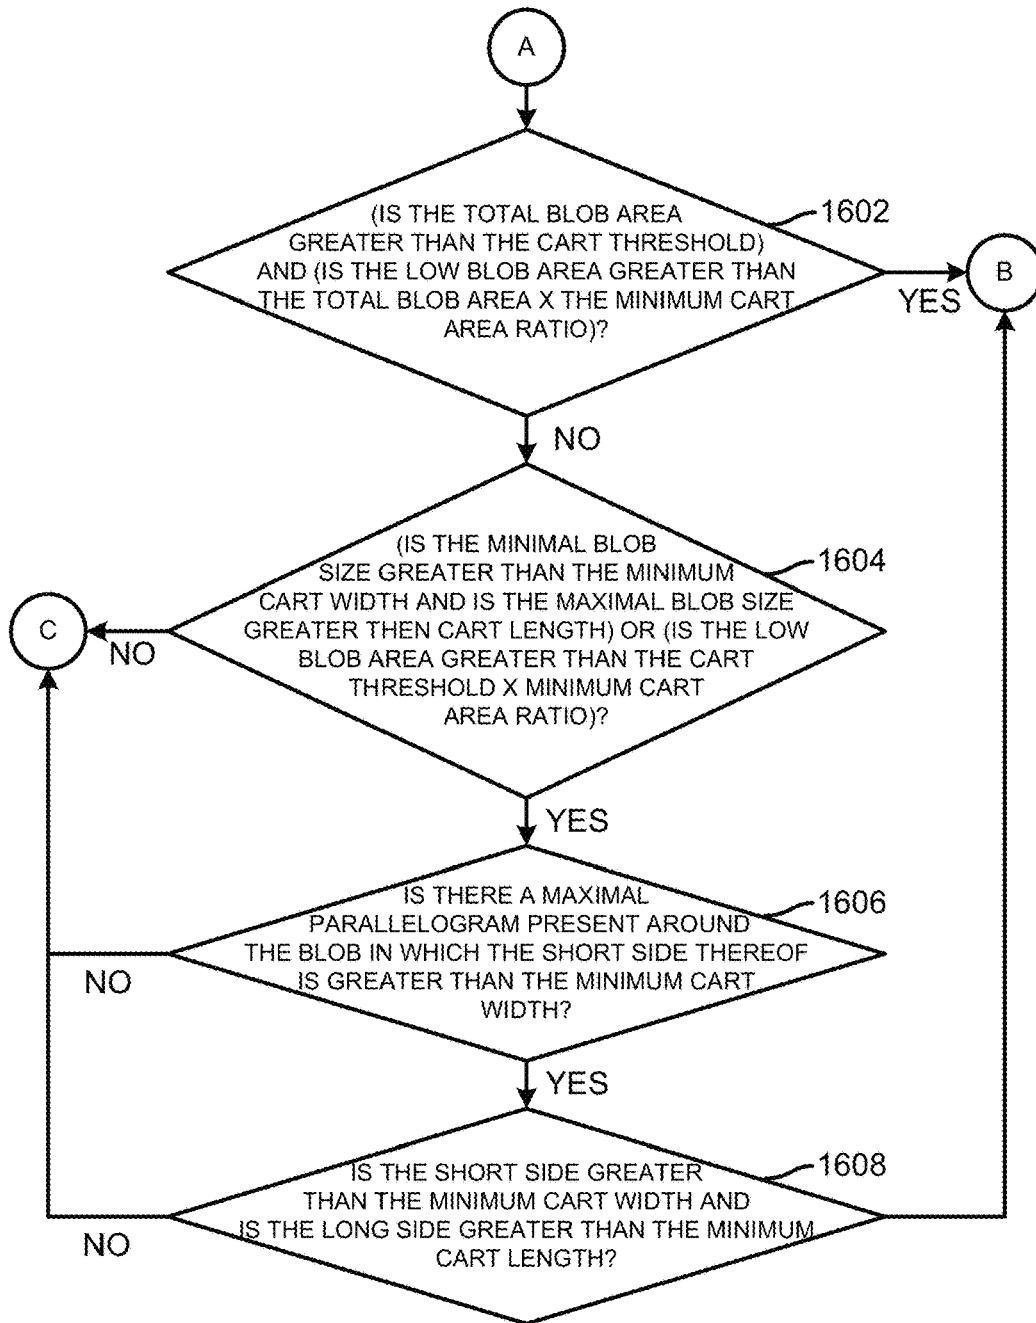 A
(IS THE TOTAL BLOB AREA
GREATER THAN THE CART THRESHOLD)
AND (IS THE LOW BLOB AREA GREATER THAN
THE TOTAL BLOB AREA X THE MINIMUM CART
AREA RATIO)?
1602
B
YES
NO
(IS THE MINIMAL BLOB
SIZE GREATER THAN THE MINIMUM
CART WIDTH AND IS THE MAXIMAL BLOB SIZE
GREATER THEN CART LENGTH) OR (IS THE LOW
BLOB AREA GREATER THAN THE CART
THRESHOLD X MINIMUM CART
AREA RATIO)?
1604
C
NO
YES
IS THERE A MAXIMAL
PARALLELOGRAM PRESENT AROUND
THE BLOB IN WHICH THE SHORT SIDE THEREOF
IS GREATER THAN THE MINIMUM CART
WIDTH?
1606
NO
YES
IS THE SHORT SIDE GREATER
THAN THE MINIMUM CART WIDTH AND
IS THE LONG SIDE GREATER THAN THE MINIMUM
CART LENGTH?
1608
NO